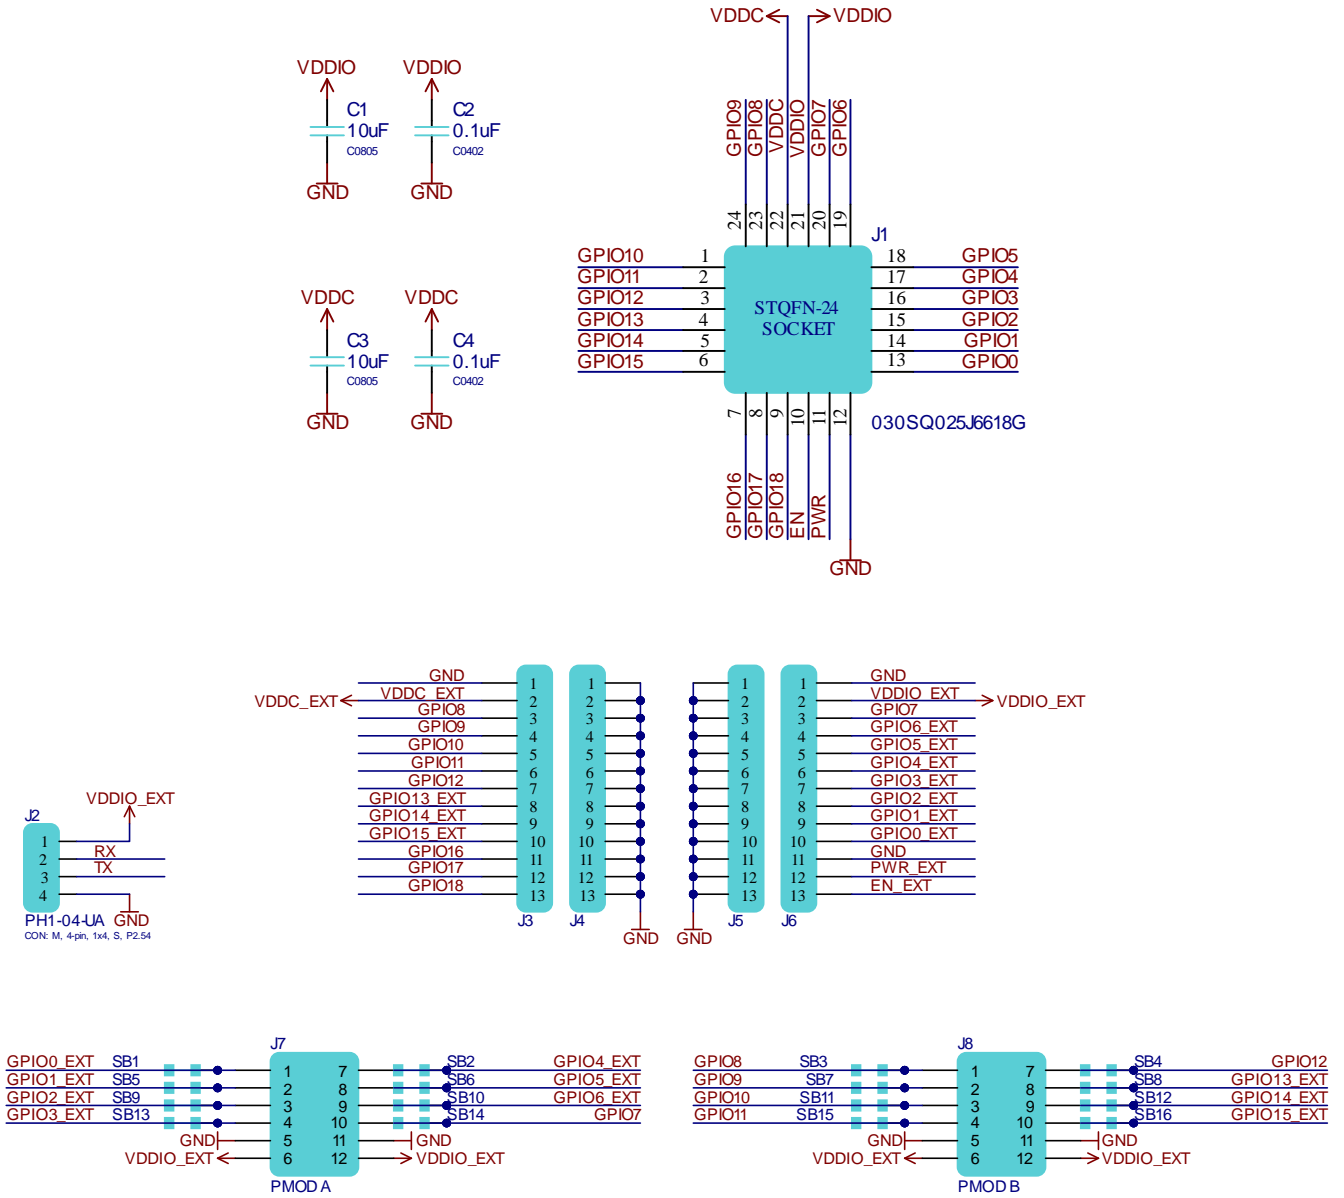 VDDC
VDDIO
VDDIO
VDDIO
C1
10uF
C0805
GND
C2
0.1uF
C0402
GND
GPIO9
GPIO8
VDDC
VDDIO
GPIO7
GPIO6
24
23
22
21
20
19
J1
GPIO10 1
GPIO11 2
GPIO12 3
GPIO13 4
GPIO14 5
GPIO15 6
STQFN-24
SOCKET
18 GPIO5
17 GPIO4
16 GPIO3
15 GPIO2
14 GPIO1
13 GPIO0
7
8
9
10
11
12
030SQ025J6618G
GPIO16
GPIO17
GPIO18
EN
PWR
GND
VDDC
VDDC
C3
10uF
C0805
GND
C4
0.1uF
C0402
GND
VDDC_EXT
GND 1
VDDC_EXT 2
GPIO8 3
GPIO9 4
GPIO10 5
GPIO11 6
GPIO12 7
GPIO13_EXT 8
GPIO14_EXT 9
GPIO15_EXT 10
GPIO16 11
GPIO17 12
GPIO18 13
J3
1
2
3
4
5
6
7
8
9
10
11
12
13
J4
GND
1
2
3
4
5
6
7
8
9
10
11
12
13
J5
GND
1 GND
2 VDDIO_EXT
3 GPIO7
4 GPIO6_EXT
5 GPIO5_EXT
6 GPIO4_EXT
7 GPIO3_EXT
8 GPIO2_EXT
9 GPIO1_EXT
10 GPIO0_EXT
11 GND
12 PWR_EXT
13 EN_EXT
J6
VDDIO_EXT
VDDIO_EXT
J2
1
2 RX
3 TX
4
PH1-04-UA GND
CON: M, 4-pin, 1x4, S, P2.54
J7
GPIO0_EXT SB1 1 7 SB2 GPIO4_EXT
GPIO1_EXT SB5 2 8 SB6 GPIO5_EXT
GPIO2_EXT SB9 3 9 SB10 GPIO6_EXT
GPIO3_EXT SB13 4 10 SB14 GPIO7
GND 5 11 GND
VDDIO_EXT 6 12 VDDIO_EXT
PMOD A
J8
GPIO8 SB3 1 7 SB4 GPIO12
GPIO9 SB7 2 8 SB8 GPIO13_EXT
GPIO10 SB11 3 9 SB12 GPIO14_EXT
GPIO11 SB15 4 10 SB16 GPIO15_EXT
GND 5 11 GND
VDDIO_EXT 6 12 VDDIO_EXT
PMOD B